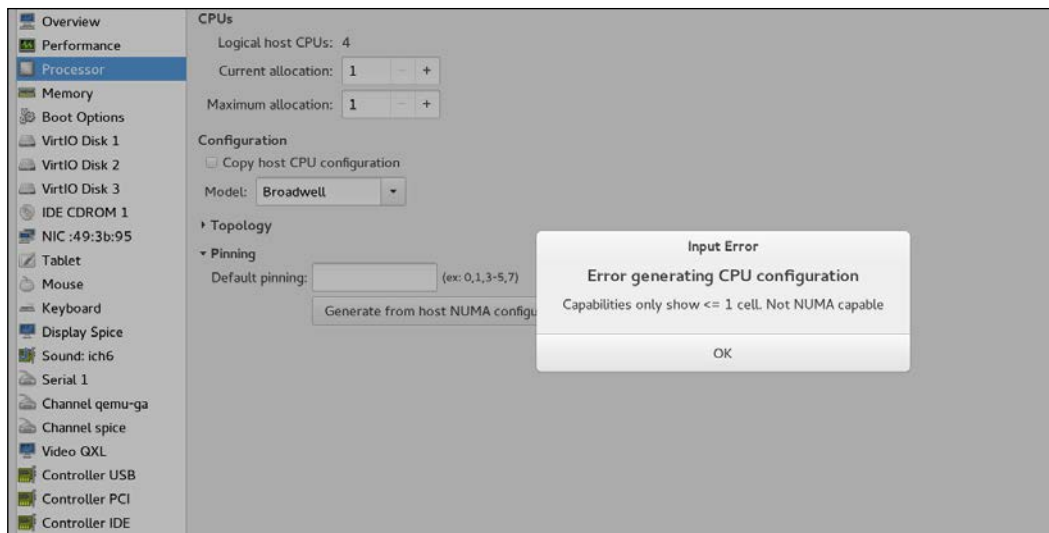 Overview
Performance
Processor
Memory
Boot Options
VirtIO Disk 1
VirtIO Disk 2
VirtIO Disk 3
IDE CDROM 1
NIC :49:3b:95
Tablet
Mouse
Keyboard
Display Spice
Sound: ich6
Serial 1
Channel qemu-ga
Channel spice
Video QXL
Controller USB
Controller PCI
Controller IDE
CPUs
Logical host CPUs: 4
Current allocation: 1 - +
Maximum allocation: 1 - +
Configuration
Copy host CPU configuration
Model: Broadwell
Topology
Pinning
Default pinning: (ex: 0,1,3-5,7)
Generate from host NUMA configu
Input Error
Error generating CPU configuration
Capabilities only show <= 1 cell. Not NUMA capable
OK